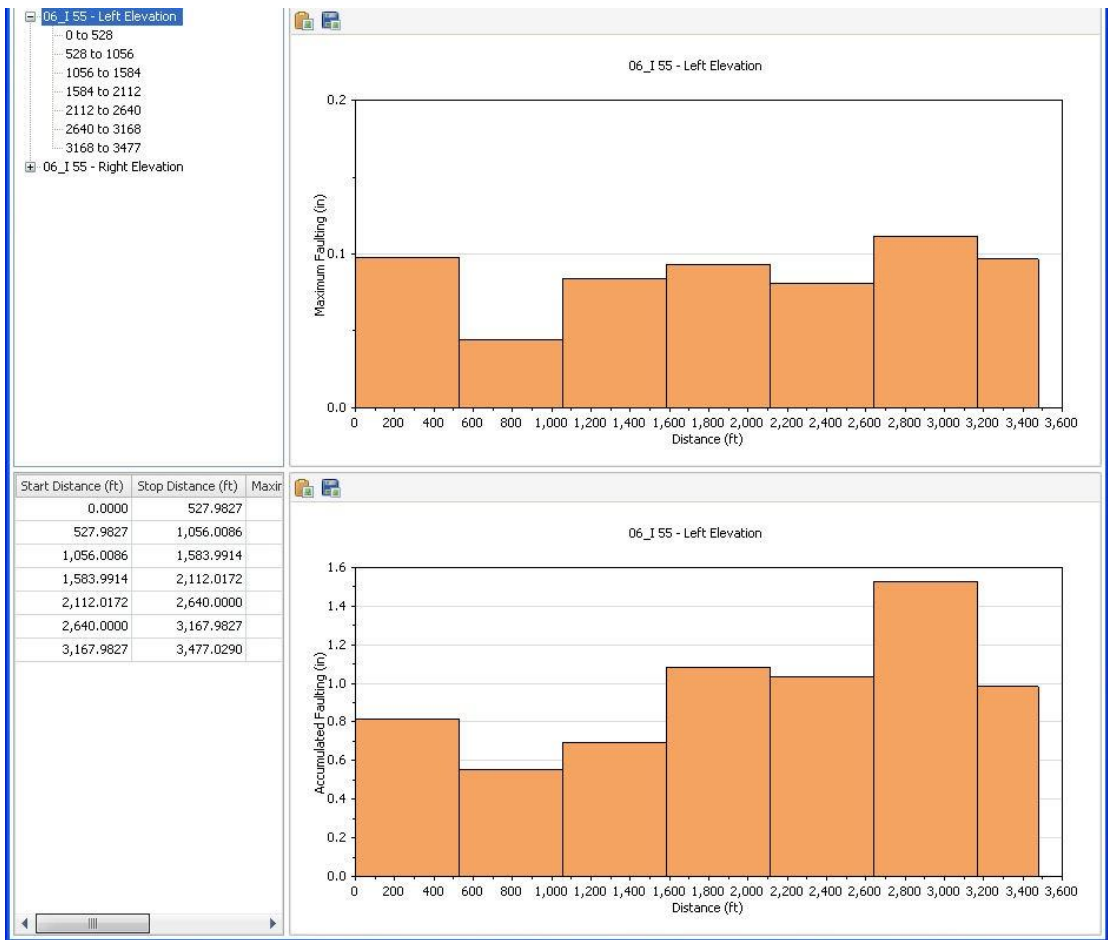 06_I 55 - Left Elevation
0 to 528
528 to 1056
1056 to 1584
1584 to 2112
2112 to 2640
2640 to 3168
3168 to 3477
06_I 55 - Right Elevation
06_I 55 - Left Elevation
Maximum Faulting (in)
0.2
0.1
0.0
0 200 400 600 800 1,000 1,200 1,400 1,600 1,800 2,000 2,200 2,400 2,600 2,800 3,000 3,200 3,400 3,600
Distance (ft)
Start Distance (ft) Stop Distance (ft) Maxir
0.0000 527.9827
527.9827 1,056.0086
1,056.0086 1,583.9914
1,583.9914 2,112.0172
2,112.0172 2,640.0000
2,640.0000 3,167.9827
3,167.9827 3,477.0290
06_I 55 - Left Elevation
Accumulated Faulting (in)
1.6
1.4
1.2
1.0
0.8
0.6
0.4
0.2
0.0
0 200 400 600 800 1,000 1,200 1,400 1,600 1,800 2,000 2,200 2,400 2,600 2,800 3,000 3,200 3,400 3,600
Distance (ft)